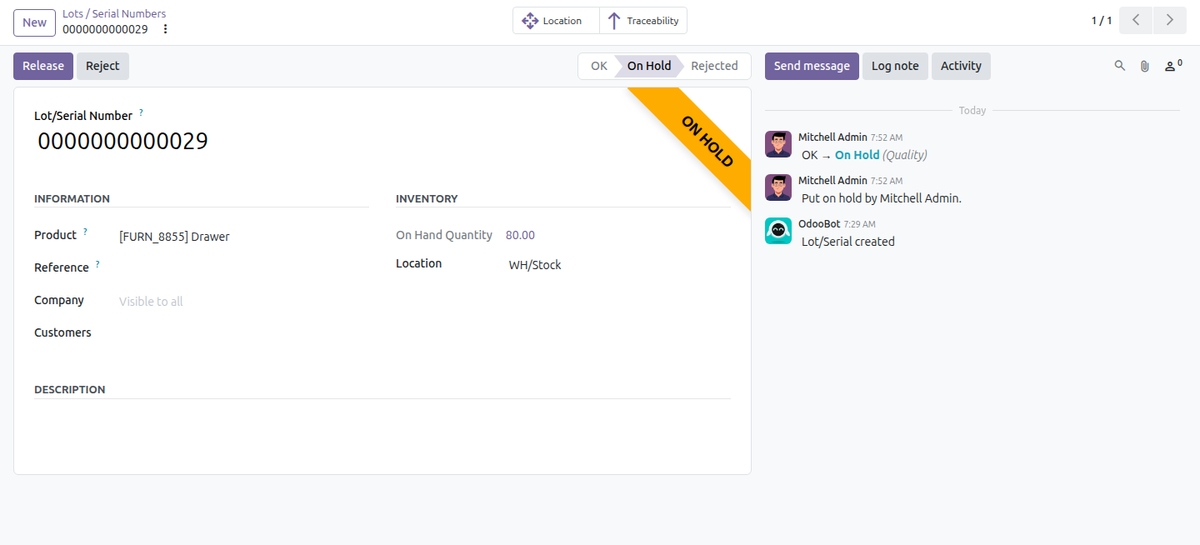 New
Lots / Serial Numbers
0000000000029
Location
Traceability
1 / 1
Release
Reject
OK
On Hold
Rejected
Send message
Log note
Activity
0
Lot/Serial Number ?
0000000000029
ON HOLD
INFORMATION
Product ?
[FURN_8855] Drawer
Reference ?
Company
Visible to all
Customers
INVENTORY
On Hand Quantity
80.00
Location
WH/Stock
DESCRIPTION
Today
Mitchell Admin 7:52 AM
OK → On Hold (Quality)
Mitchell Admin 7:52 AM
Put on hold by Mitchell Admin.
OdooBot 7:29 AM
Lot/Serial created